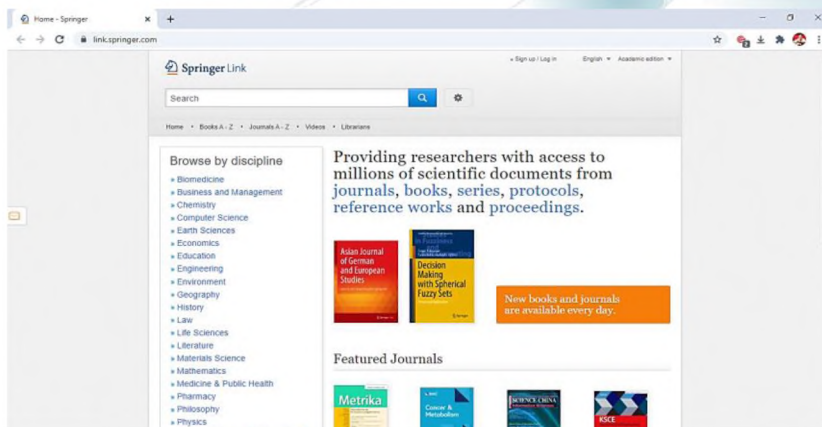 Home - Springer
link.springer.com
Springer Link
» Sign up / Log in English Academic edition
Search
Home • Books A - Z • Journals A - Z • Videos • Librarians
Browse by discipline
» Biomedicine
» Business and Management
» Chemistry
» Computer Science
» Earth Sciences
» Economics
» Education
» Engineering
» Environment
» Geography
» History
» Law
» Life Sciences
» Literature
» Materials Science
» Mathematics
» Medicine & Public Health
» Pharmacy
» Philosophy
» Physics
Providing researchers with access to
millions of scientific documents from
journals, books, series, protocols,
reference works and proceedings.
Asian Journal
of German
and European
Studies
Decision
Making
with Spherical
Fuzzy Sets
New books and journals
are available every day.
Featured Journals
Metrika
Cancer &
Metabolism
SCIENCE CHINA
KSCE